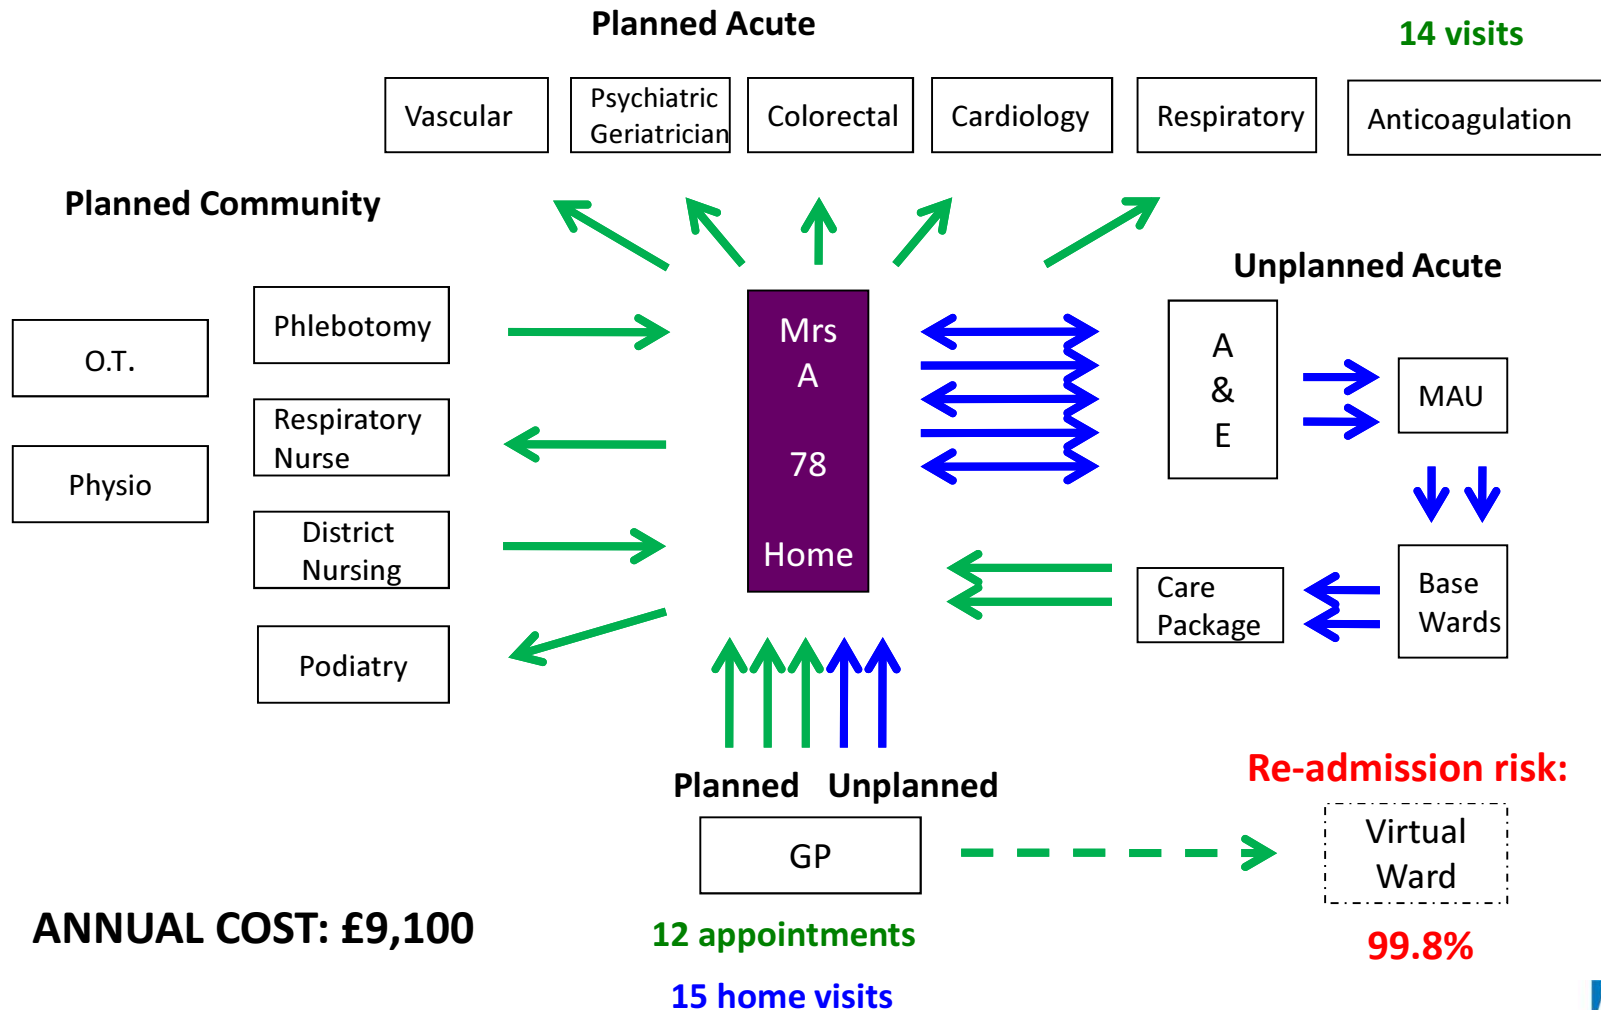 Planned Acute
14 visits
Vascular
Psychiatric
Geriatrician
Colorectal
Cardiology
Respiratory
Anticoagulation
Planned Community
Unplanned Acute
O.T.
Physio
Phlebotomy
Respiratory
Nurse
District
Nursing
Podiatry
Mrs
A
78
Home
A
&
E
MAU
Base
Wards
Care
Package
Planned
Unplanned
GP
12 appointments
15 home visits
Re-admission risk:
Virtual
Ward
99.8%
ANNUAL COST: £9,100